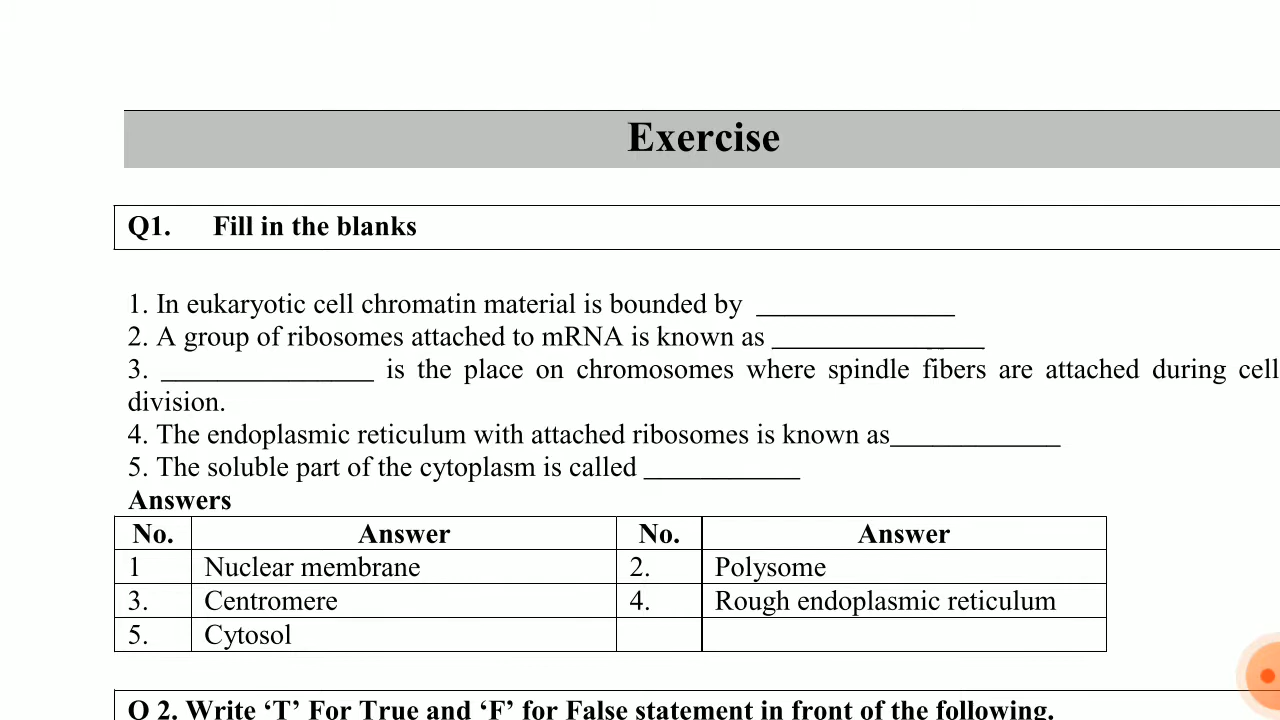 Exercise
Q1. Fill in the blanks
1. In eukaryotic cell chromatin material is bounded by ______________
2. A group of ribosomes attached to mRNA is known as _______________
3. _______________ is the place on chromosomes where spindle fibers are attached during cell
division.
4. The endoplasmic reticulum with attached ribosomes is known as____________
5. The soluble part of the cytoplasm is called ___________
Answers
No. Answer No. Answer
1 Nuclear membrane 2. Polysome
3. Centromere 4. Rough endoplasmic reticulum
5. Cytosol
Q 2. Write ‘T’ For True and ‘F’ for False statement in front of the following.